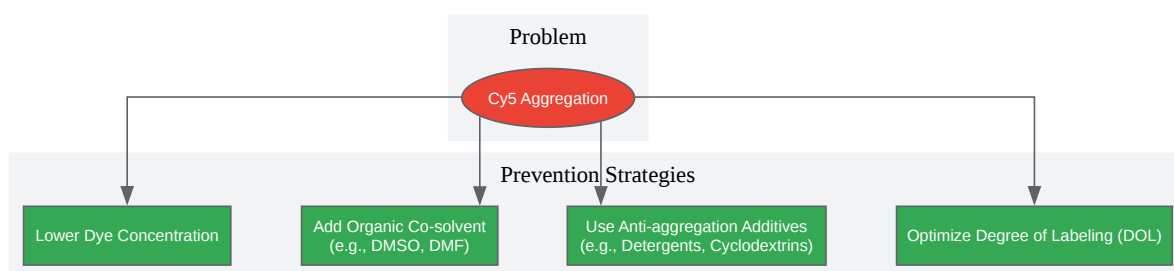 Problem
Cy5 Aggregation
Prevention Strategies
Lower Dye Concentration
Add Organic Co-solvent
(e.g., DMSO, DMF)
Use Anti-aggregation Additives
(e.g., Detergents, Cyclodextrins)
Optimize Degree of Labeling (DOL)